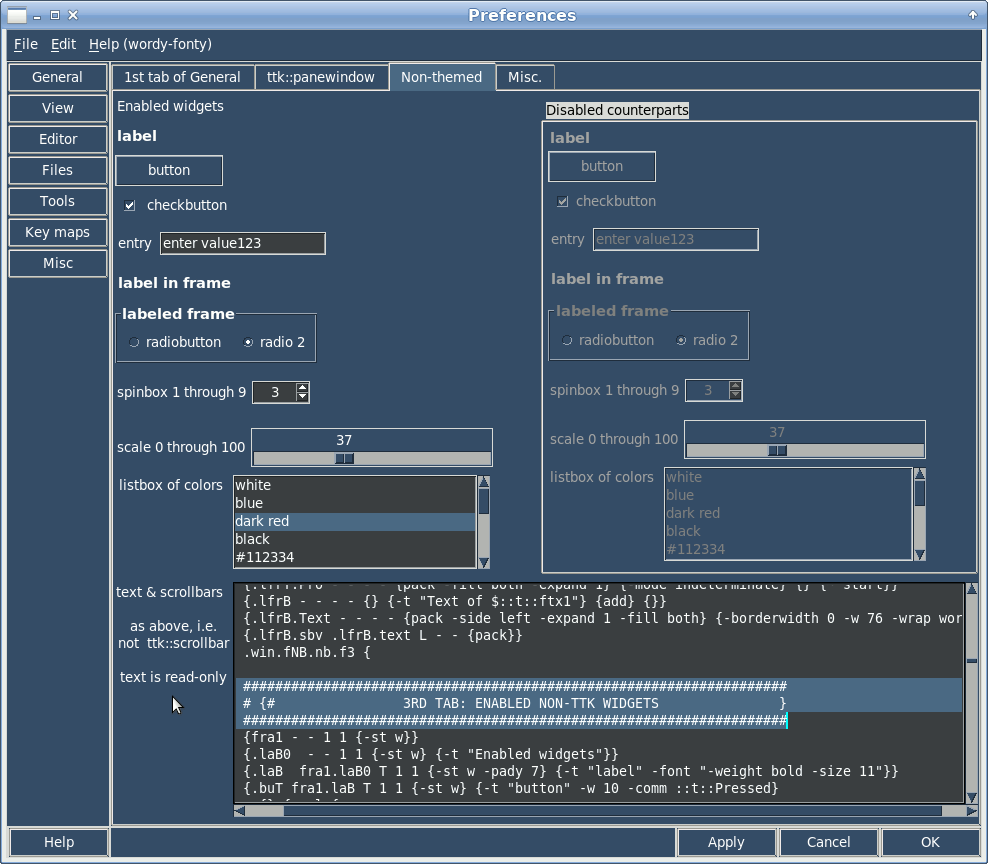 Preferences
File Edit Help (wordy-fonty)
General
View
Editor
Files
Tools
Key maps
Misc
1st tab of General ttk::panewindow Non-themed Misc.
Enabled widgets
label
button
checkbutton
entry enter value123
label in frame
labeled frame
radiobutton radio 2
spinbox 1 through 9 3
scale 0 through 100 37
listbox of colors
white
blue
dark red
black
#112334
Disabled counterparts
label
button
checkbutton
entry enter value123
label in frame
labeled frame
radiobutton radio 2
spinbox 1 through 9 3
scale 0 through 100 37
listbox of colors
white
blue
dark red
black
#112334
text & scrollbars
as above, i.e.
not ttk::scrollbar
text is read-only
{.lfrB - - - - {} {-t "Text of $::t::ftx1"} {add} {}}
{.lfrB.Text - - - - {pack -side left -expand 1 -fill both} {-borderwidth 0 -w 76 -wrap wor
{.lfrB.sbv .lfrB.text L - - {pack}}
.win.fNB.nb.f3 {
####################################################################
# {# 3RD TAB: ENABLED NON-TTK WIDGETS }
####################################################################
{fra1 - - 1 1 {-st w}}
{.laB0 - - 1 1 {-st w} {-t "Enabled widgets"}}
{.laB fra1.laB0 T 1 1 {-st w -pady 7} {-t "label" -font "-weight bold -size 11"}}
{.buT fra1.laB T 1 1 {-st w} {-t "button" -w 10 -comm ::t::Pressed}
Help Apply Cancel OK